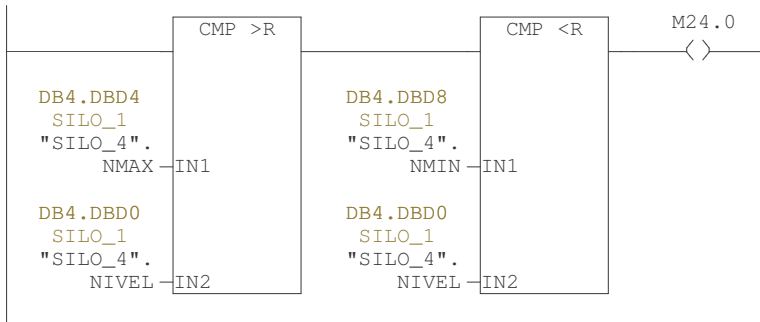 CMP >R
CMP <R
M24.0
DB4.DBD4
SILO_1
"SILO_4".
NMAX
IN1
DB4.DBD8
SILO_1
"SILO_4".
NMIN
IN1
DB4.DBD0
SILO_1
"SILO_4".
NIVEL
IN2
DB4.DBD0
SILO_1
"SILO_4".
NIVEL
IN2